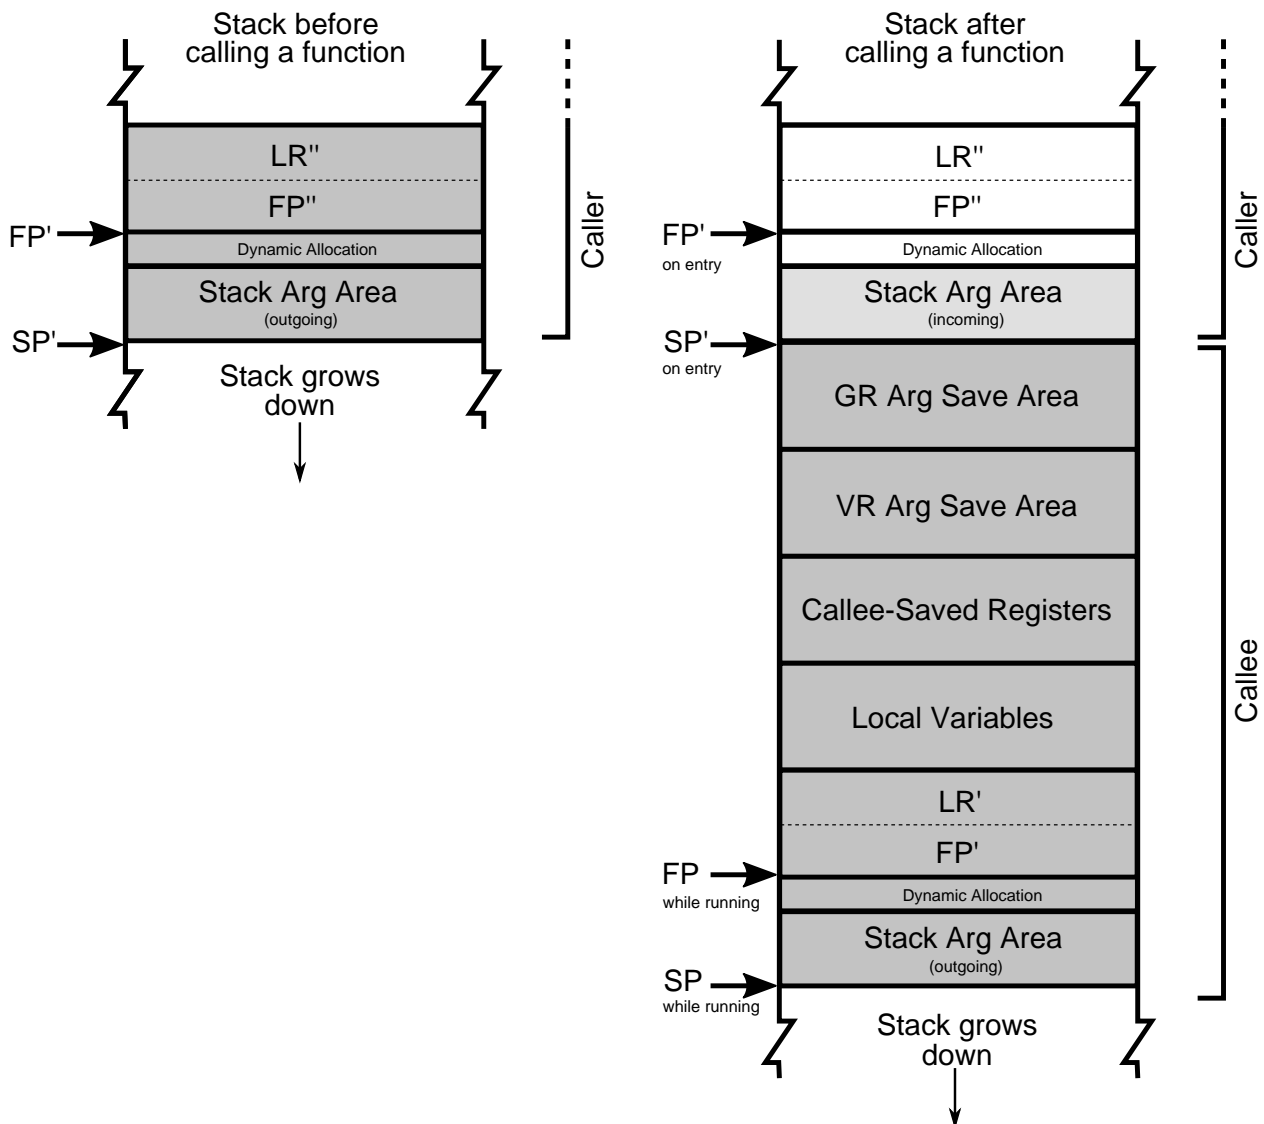 Stack before
calling a function
LR"
FP"
FP'
Dynamic Allocation
Stack Arg Area
(outgoing)
SP'
Stack grows
down
Caller
Stack after
calling a function
LR"
FP"
FP'
on entry
Dynamic Allocation
Stack Arg Area
(incoming)
SP'
on entry
Caller
GR Arg Save Area
VR Arg Save Area
Callee-Saved Registers
Local Variables
LR'
FP'
FP
while running
Dynamic Allocation
Stack Arg Area
(outgoing)
SP
while running
Callee
Stack grows
down